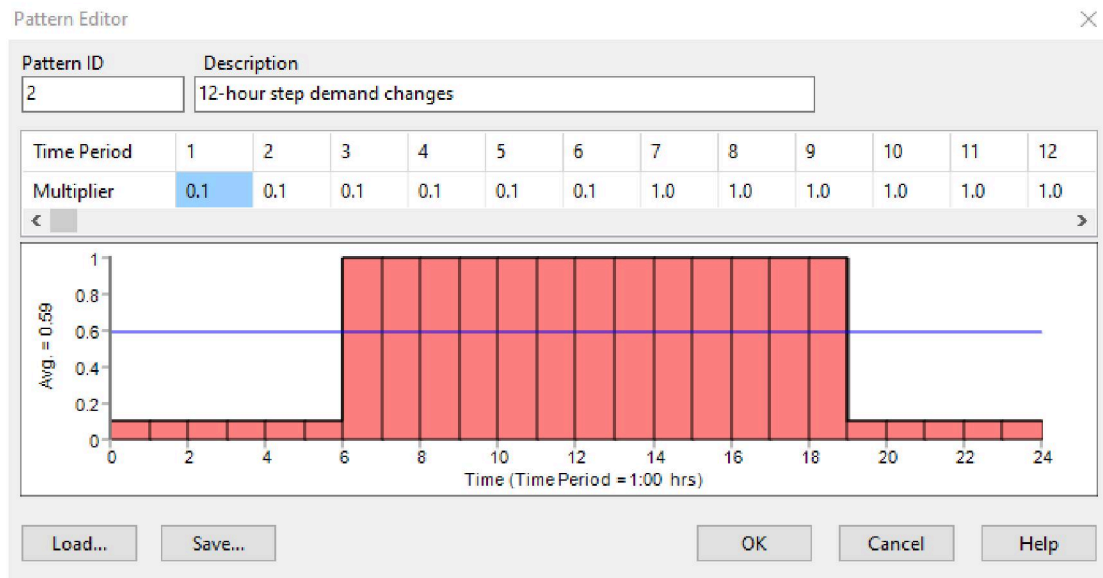 Pattern Editor
Pattern ID Description
2 12-hour step demand changes
Time Period 1 2 3 4 5 6 7 8 9 10 11 12
Multiplier 0.1 0.1 0.1 0.1 0.1 0.1 1.0 1.0 1.0 1.0 1.0 1.0
Avg. = 0.59
1
0.8
0.6
0.4
0.2
0
0 2 4 6 8 10 12 14 16 18 20 22 24
Time (Time Period = 1:00 hrs)
Load... Save... OK Cancel Help